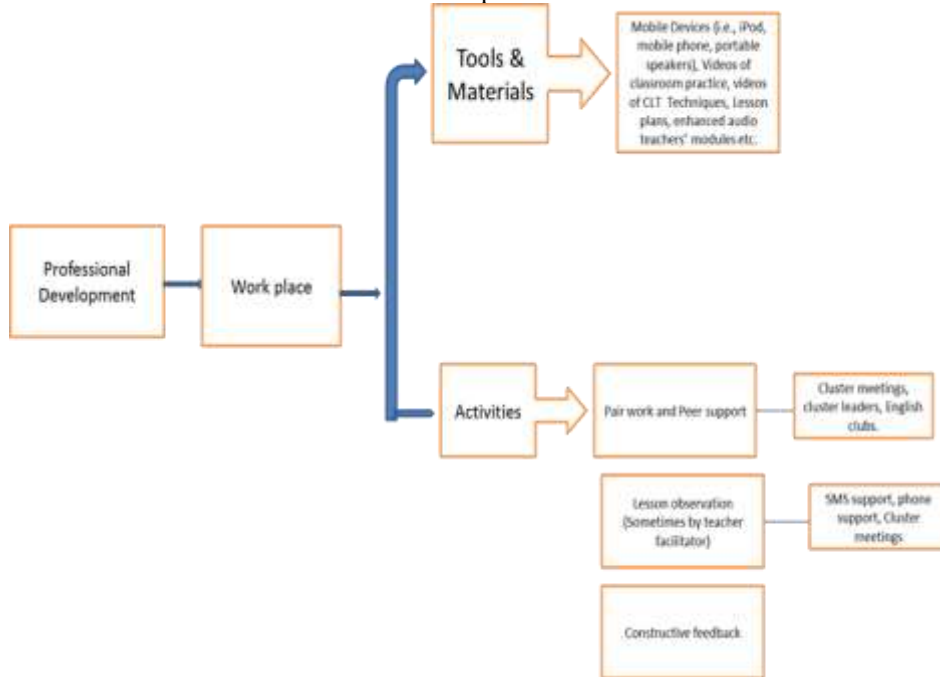 Mobile Devices (i.e., iPod,
mobile phone, portable
speakers), Videos of
classroom practice, videos
of CLT Techniques, Lesson
plans, enhanced audio
teachers' modules etc.
Tools &
Materials
Professional
Development
Work place
Activities
Pair work and Peer support
Cluster meetings,
cluster leaders, English
clubs.
Lesson observation
(Sometimes by teacher
facilitator)
SMS support, phone
support, Cluster
meetings
Constructive feedback